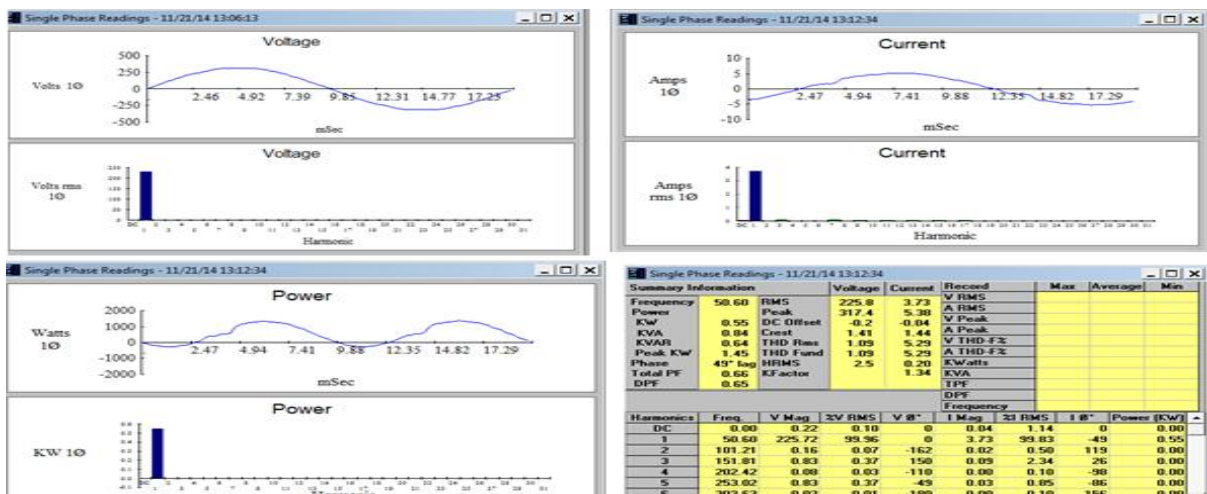 Single Phase Readings - 11/21/14 13:06:13
Voltage
500
250
0
-250
-500
Volts 1Ø
2.46 4.92 7.39 9.85 12.31 14.77 17.23
mSec
Voltage
Volts rms
1Ø
Harmonic
Single Phase Readings - 11/21/14 13:12:34
Current
10
5
0
-5
-10
Amps
1Ø
2.47 4.94 7.41 9.88 12.35 14.82 17.29
mSec
Current
Amps
rms 1Ø
Harmonic
Single Phase Readings - 11/21/14 13:12:34
Power
2000
1000
0
-1000
-2000
Watts
1Ø
2.47 4.94 7.41 9.88 12.35 14.82 17.29
mSec
Power
KW 1Ø
Harmonic
Single Phase Readings - 11/21/14 13:12:34
Summary Information Voltage Current Record Max Average Min
Frequency 50.60 RMS 225.8 3.73 V RMS
Power Peak 317.4 5.38 A RMS
KW 0.55 DC Offset -0.2 -0.04 V Peak
KVA 0.84 Crest 1.41 1.44 A Peak
KVAR 0.64 THD Rms 1.09 5.29 V THD-F%
Peak KW 1.45 THD Fund 1.09 5.29 A THD-F%
Phase 49° lag HRMS 2.5 0.20 KWatts
Total PF 0.66 KFactor 1.34 KVA
DPF 0.65 TPF
DPF
Frequency
Harmonics Freq. V Mag %V RMS V Ø° I Mag %I RMS I Ø° Power (KW)
DC 0.00 0.22 0.10 0 0.04 1.14 0 0.00
1 50.60 225.72 99.96 0 3.73 99.83 -49 0.55
2 101.21 0.16 0.07 -162 0.02 0.50 119 0.00
3 151.81 0.83 0.37 150 0.09 2.34 26 0.00
4 202.42 0.08 0.03 -110 0.00 0.10 -98 0.00
5 253.02 0.83 0.37 -49 0.03 0.85 -86 0.00